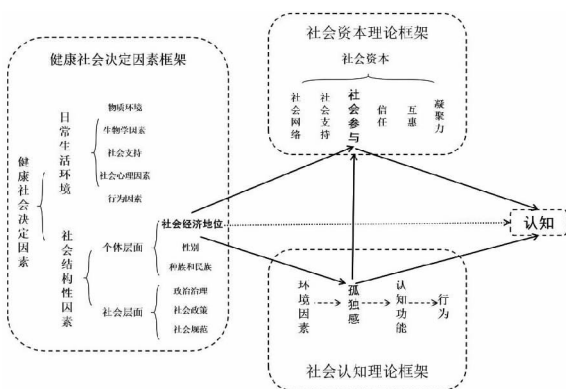 健康社会决定因素框架
健康社会决定因素
日常生活环境
物质环境
生物学因素
社会支持
社会心理因素
行为因素
社会结构性因素
个体层面
社会经济地位
性别
种族和民族
社会层面
政治治理
社会政策
社会规范
社会资本理论框架
社会资本
社会网络
社会支持
社会参与
信任
互惠
凝聚力
认知
环境因素
孤独感
认知功能
行为
社会认知理论框架